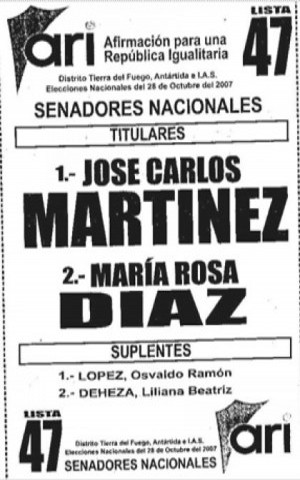 LISTA
47
ari
Afirmación para una
República Igualitaria
Distrito Tierra del Fuego, Antártida e I.A.S.
Elecciones Nacionales del 28 de Octubre del 2007
SENADORES NACIONALES
TITULARES
1.- JOSE CARLOS
MARTINEZ
2.- MARÍA ROSA
DIAZ
SUPLENTES
1.- LOPEZ, Osvaldo Ramón
2.- DEHEZA, Liliana Beatriz
LISTA
47
Distrito Tierra del Fuego, Antártida e I.A.S.
Elecciones Nacionales del 28 de Octubre del 2007
SENADORES NACIONALES
ari